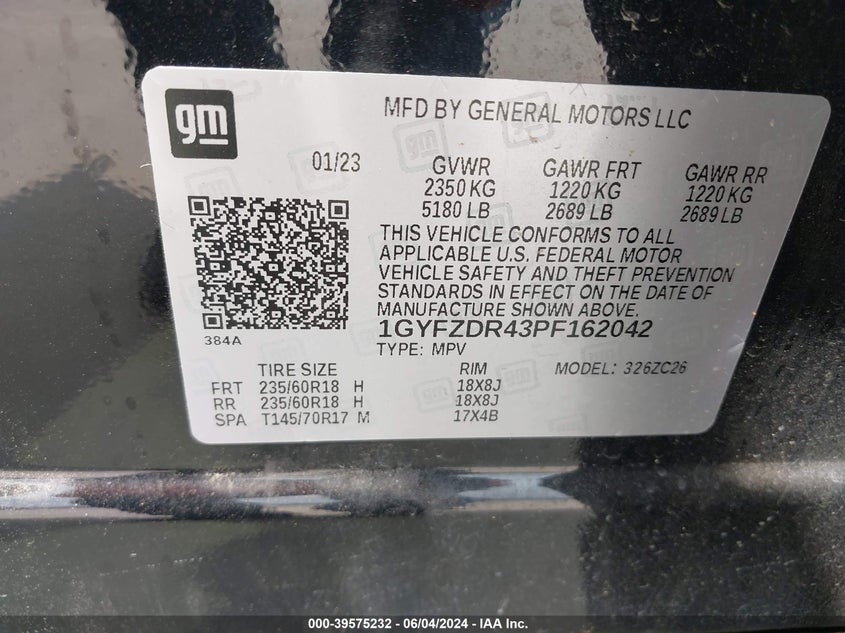 gm
MFD BY GENERAL MOTORS LLC
01/23
GVWR GAWR FRT GAWR RR
2350 KG 1220 KG 1220 KG
5180 LB 2689 LB 2689 LB
THIS VEHICLE CONFORMS TO ALL
APPLICABLE U.S. FEDERAL MOTOR
VEHICLE SAFETY AND THEFT PREVENTION
STANDARDS IN EFFECT ON THE DATE OF
MANUFACTURE SHOWN ABOVE.
1GYFZDR43PF162042
384A
TYPE: MPV MODEL: 326ZC26
TIRE SIZE RIM
FRT 235/60R18 H 18X8J
RR 235/60R18 H 18X8J
SPA T145/70R17 M 17X4B
000-39575232 - 06/04/2024 - IAA Inc.